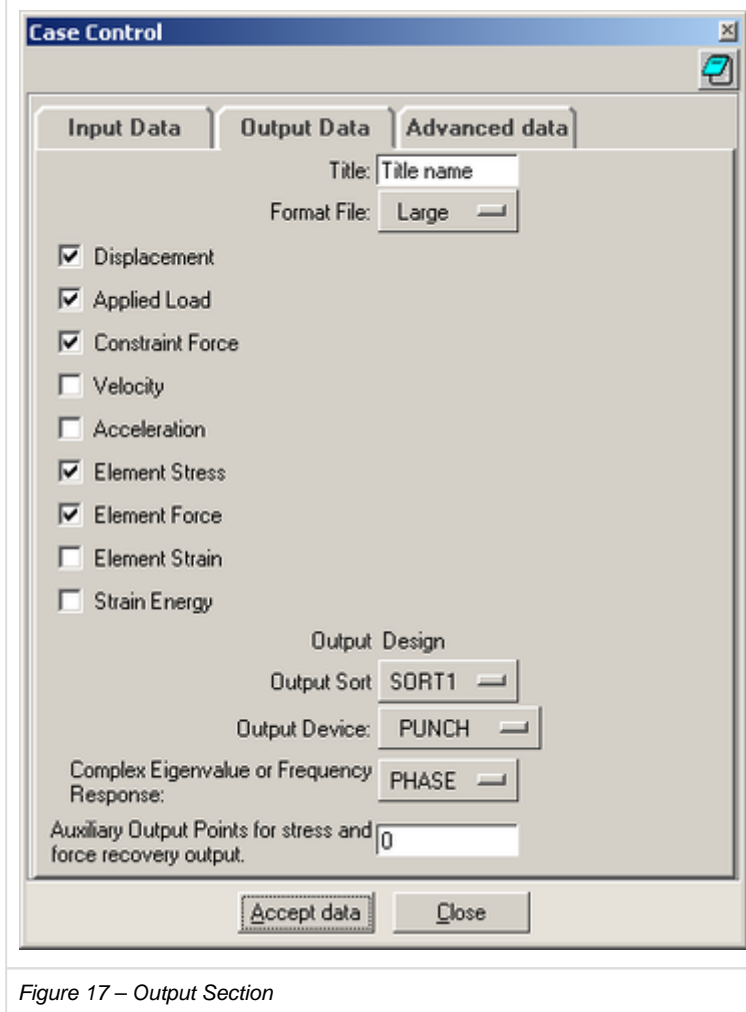 Case Control
Input Data
Output Data
Advanced data
Title: Title name
Format File: Large
Displacement
Applied Load
Constraint Force
Velocity
Acceleration
Element Stress
Element Force
Element Strain
Strain Energy
Output Design
Output Sort SORT1
Output Device: PUNCH
Complex Eigenvalue or Frequency
Response: PHASE
Auxiliary Output Points for stress and
force recovery output. 0
Accept data
Close
Figure 17 – Output Section